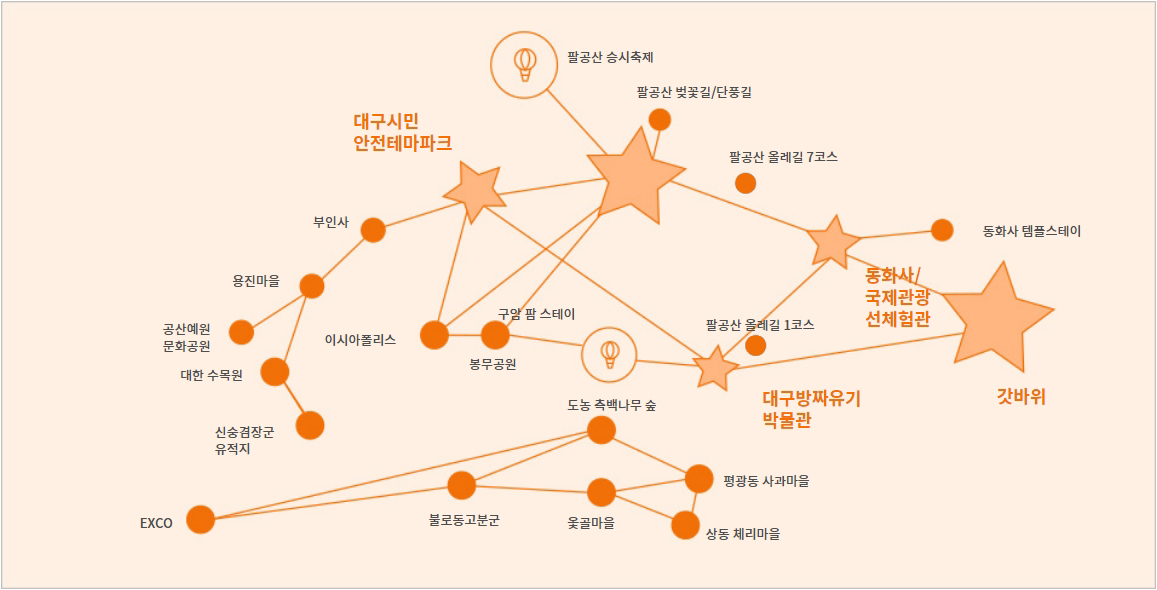 팔공산 승시축제
팔공산 벚꽃길/단풍길
대구시민
안전테마파크
팔공산 올레길 7코스
부인사
동화사 템플스테이
용진마을
동화사/
국제관광
선체험관
구암 팜 스테이
팔공산 올레길 1코스
공산예원
문화공원
이시아폴리스
봉무공원
대한 수목원
대구방짜유기
박물관
갓바위
도농 측백나무 숲
신숭겸장군
유적지
평광동 사과마을
EXCO
불로동고분군
옻골마을
상동 체리마을